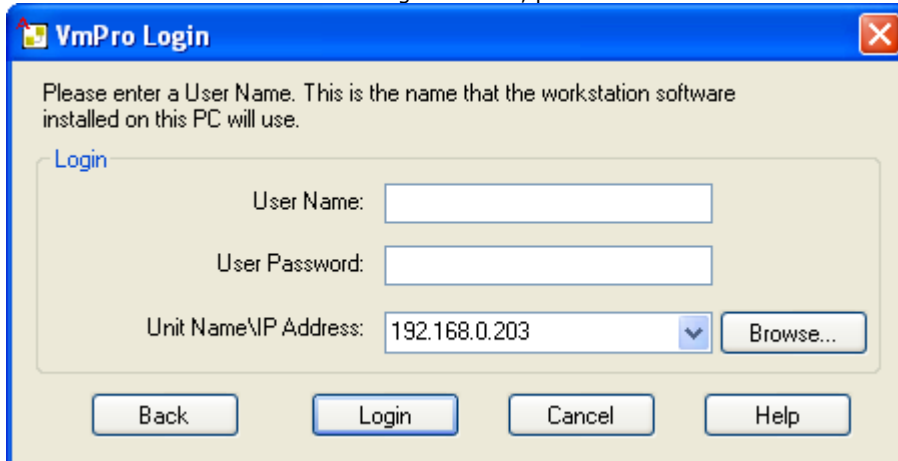 VmPro Login
Please enter a User Name. This is the name that the workstation software
installed on this PC will use.
Login
User Name:
User Password:
Unit Name\IP Address: 192.168.0.203 Browse...
Back Login Cancel Help